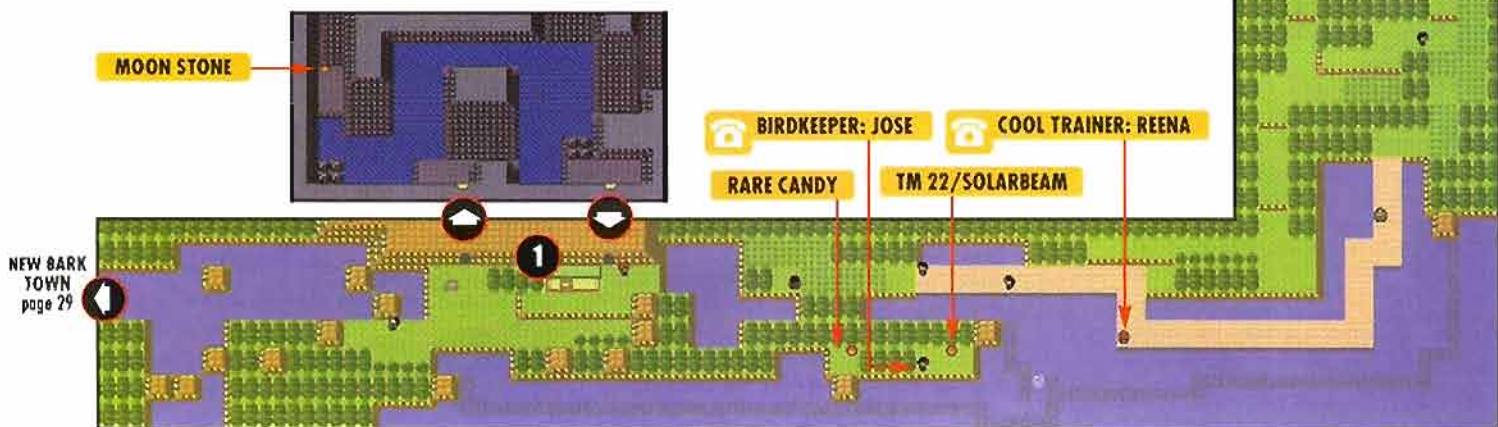 MOON STONE
BIRDKEEPER: JOSE
COOL TRAINER: REENA
RARE CANDY
TM 22/SOLARBEAM
1
NEW BARK
TOWN
page 29